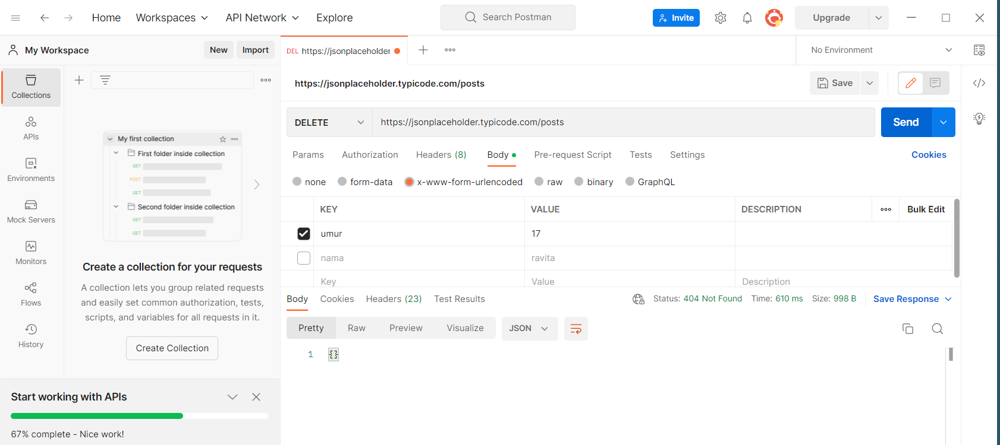 Home Workspaces API Network Explore Search Postman Invite Upgrade
My Workspace New Import
DEL https://jsonplaceholder
No Environment
Collections
APIs
Environments
Mock Servers
Monitors
Flows
History
My first collection
First folder inside collection
GET
POST
GET
Second folder inside collection
GET
GET
Create a collection for your requests
A collection lets you group related requests
and easily set common authorization, tests,
scripts, and variables for all requests in it.
Create Collection
Start working with APIs
67% complete - Nice work!
https://jsonplaceholder.typicode.com/posts Save
DELETE https://jsonplaceholder.typicode.com/posts Send
Params Authorization Headers (8) Body Pre-request Script Tests Settings Cookies
none form-data x-www-form-urlencoded raw binary GraphQL
KEY VALUE DESCRIPTION Bulk Edit
umur 17
nama ravita
Key Value Description
Body Cookies Headers (23) Test Results Status: 404 Not Found Time: 610 ms Size: 998 B Save Response
Pretty Raw Preview Visualize JSON
1 {}